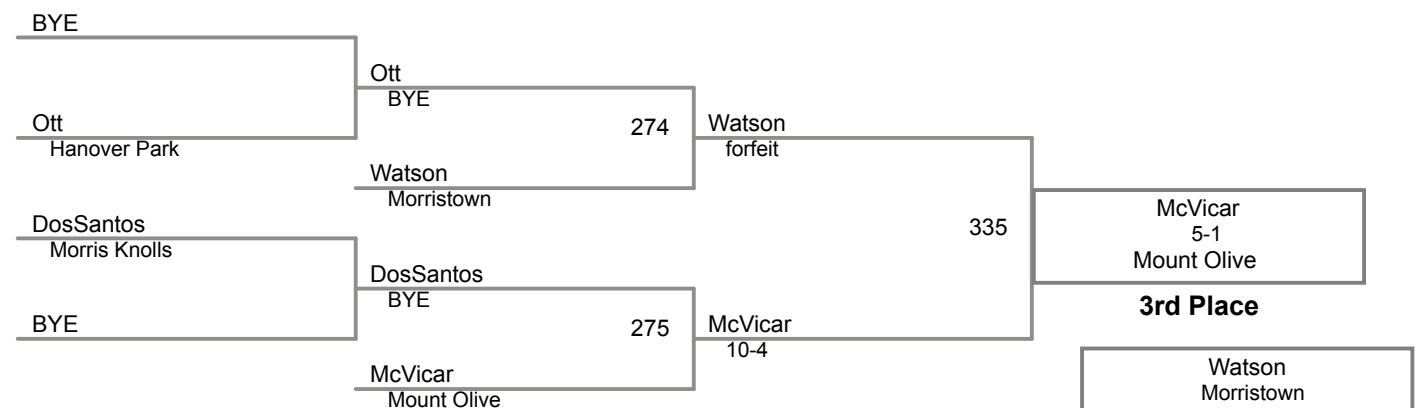 BYE
Ott
BYE
Ott
Hanover Park
274
Watson
forfeit
Watson
Morristown
DosSantos
Morris Knolls
335
McVicar
5-1
Mount Olive
DosSantos
BYE
3rd Place
BYE
275
McVicar
10-4
McVicar
Mount Olive
Watson
Morristown